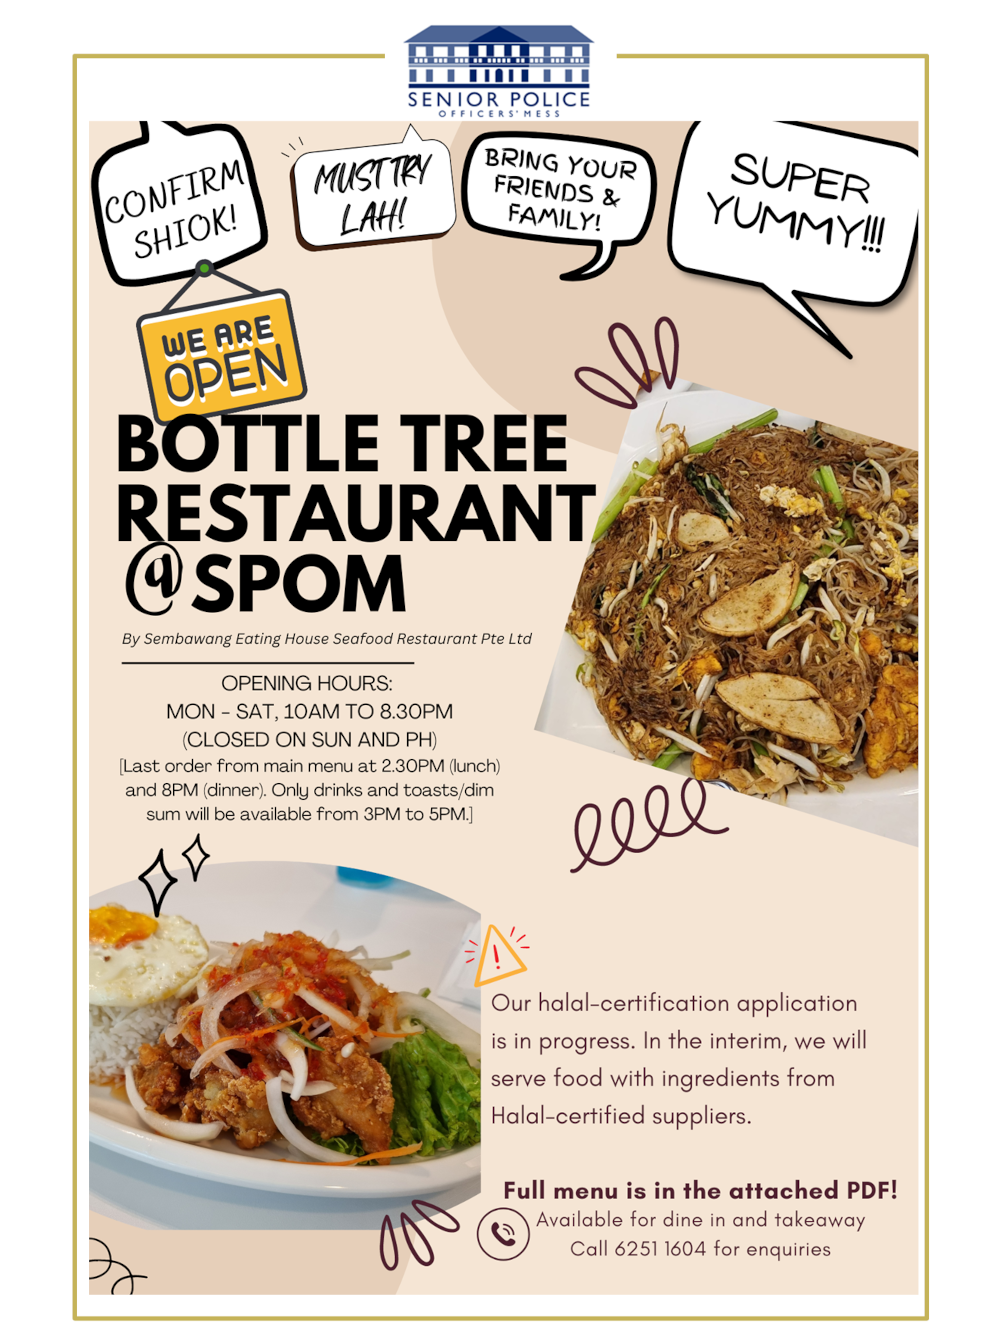 SENIOR POLICE
OFFICERS' MESS
CONFIRM
SHIOK!
MUST TRY
LAH!
BRING YOUR
FRIENDS &
FAMILY!
SUPER
YUMMY!!!
WE ARE
OPEN
BOTTLE TREE
RESTAURANT
@SPOM
By Sembawang Eating House Seafood Restaurant Pte Ltd
OPENING HOURS:
MON - SAT, 10AM TO 8.30PM
(CLOSED ON SUN AND PH)
[Last order from main menu at 2.30PM (lunch)
and 8PM (dinner). Only drinks and toasts/dim
sum will be available from 3PM to 5PM.]
Our halal-certification application
is in progress. In the interim, we will
serve food with ingredients from
Halal-certified suppliers.
Full menu is in the attached PDF!
Available for dine in and takeaway
Call 6251 1604 for enquiries